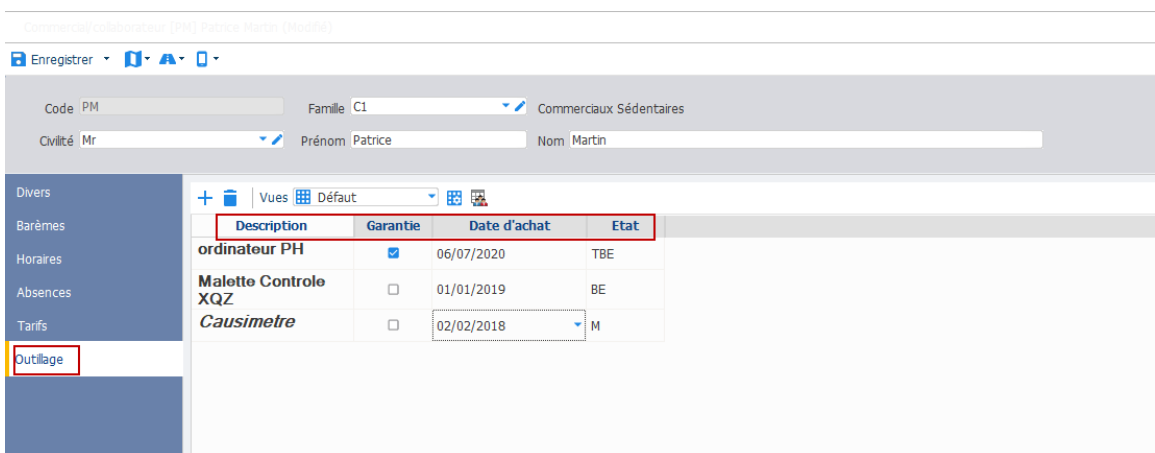 Commercial/colaborateur (PM) Patrice Martin (Modifié)
Enregistrer
Code PM Famille C1 Commerciaux Sédentaires
Civilité Mr Prénom Patrice Nom Martin
Divers
Barèmes
Horaires
Absences
Tarifs
Outillage
Vues Défaut
Description Garantie Date d'achat Etat
ordinateur PH 06/07/2020 TBE
Malette Controle
XQZ 01/01/2019 BE
Causimetre 02/02/2018 M